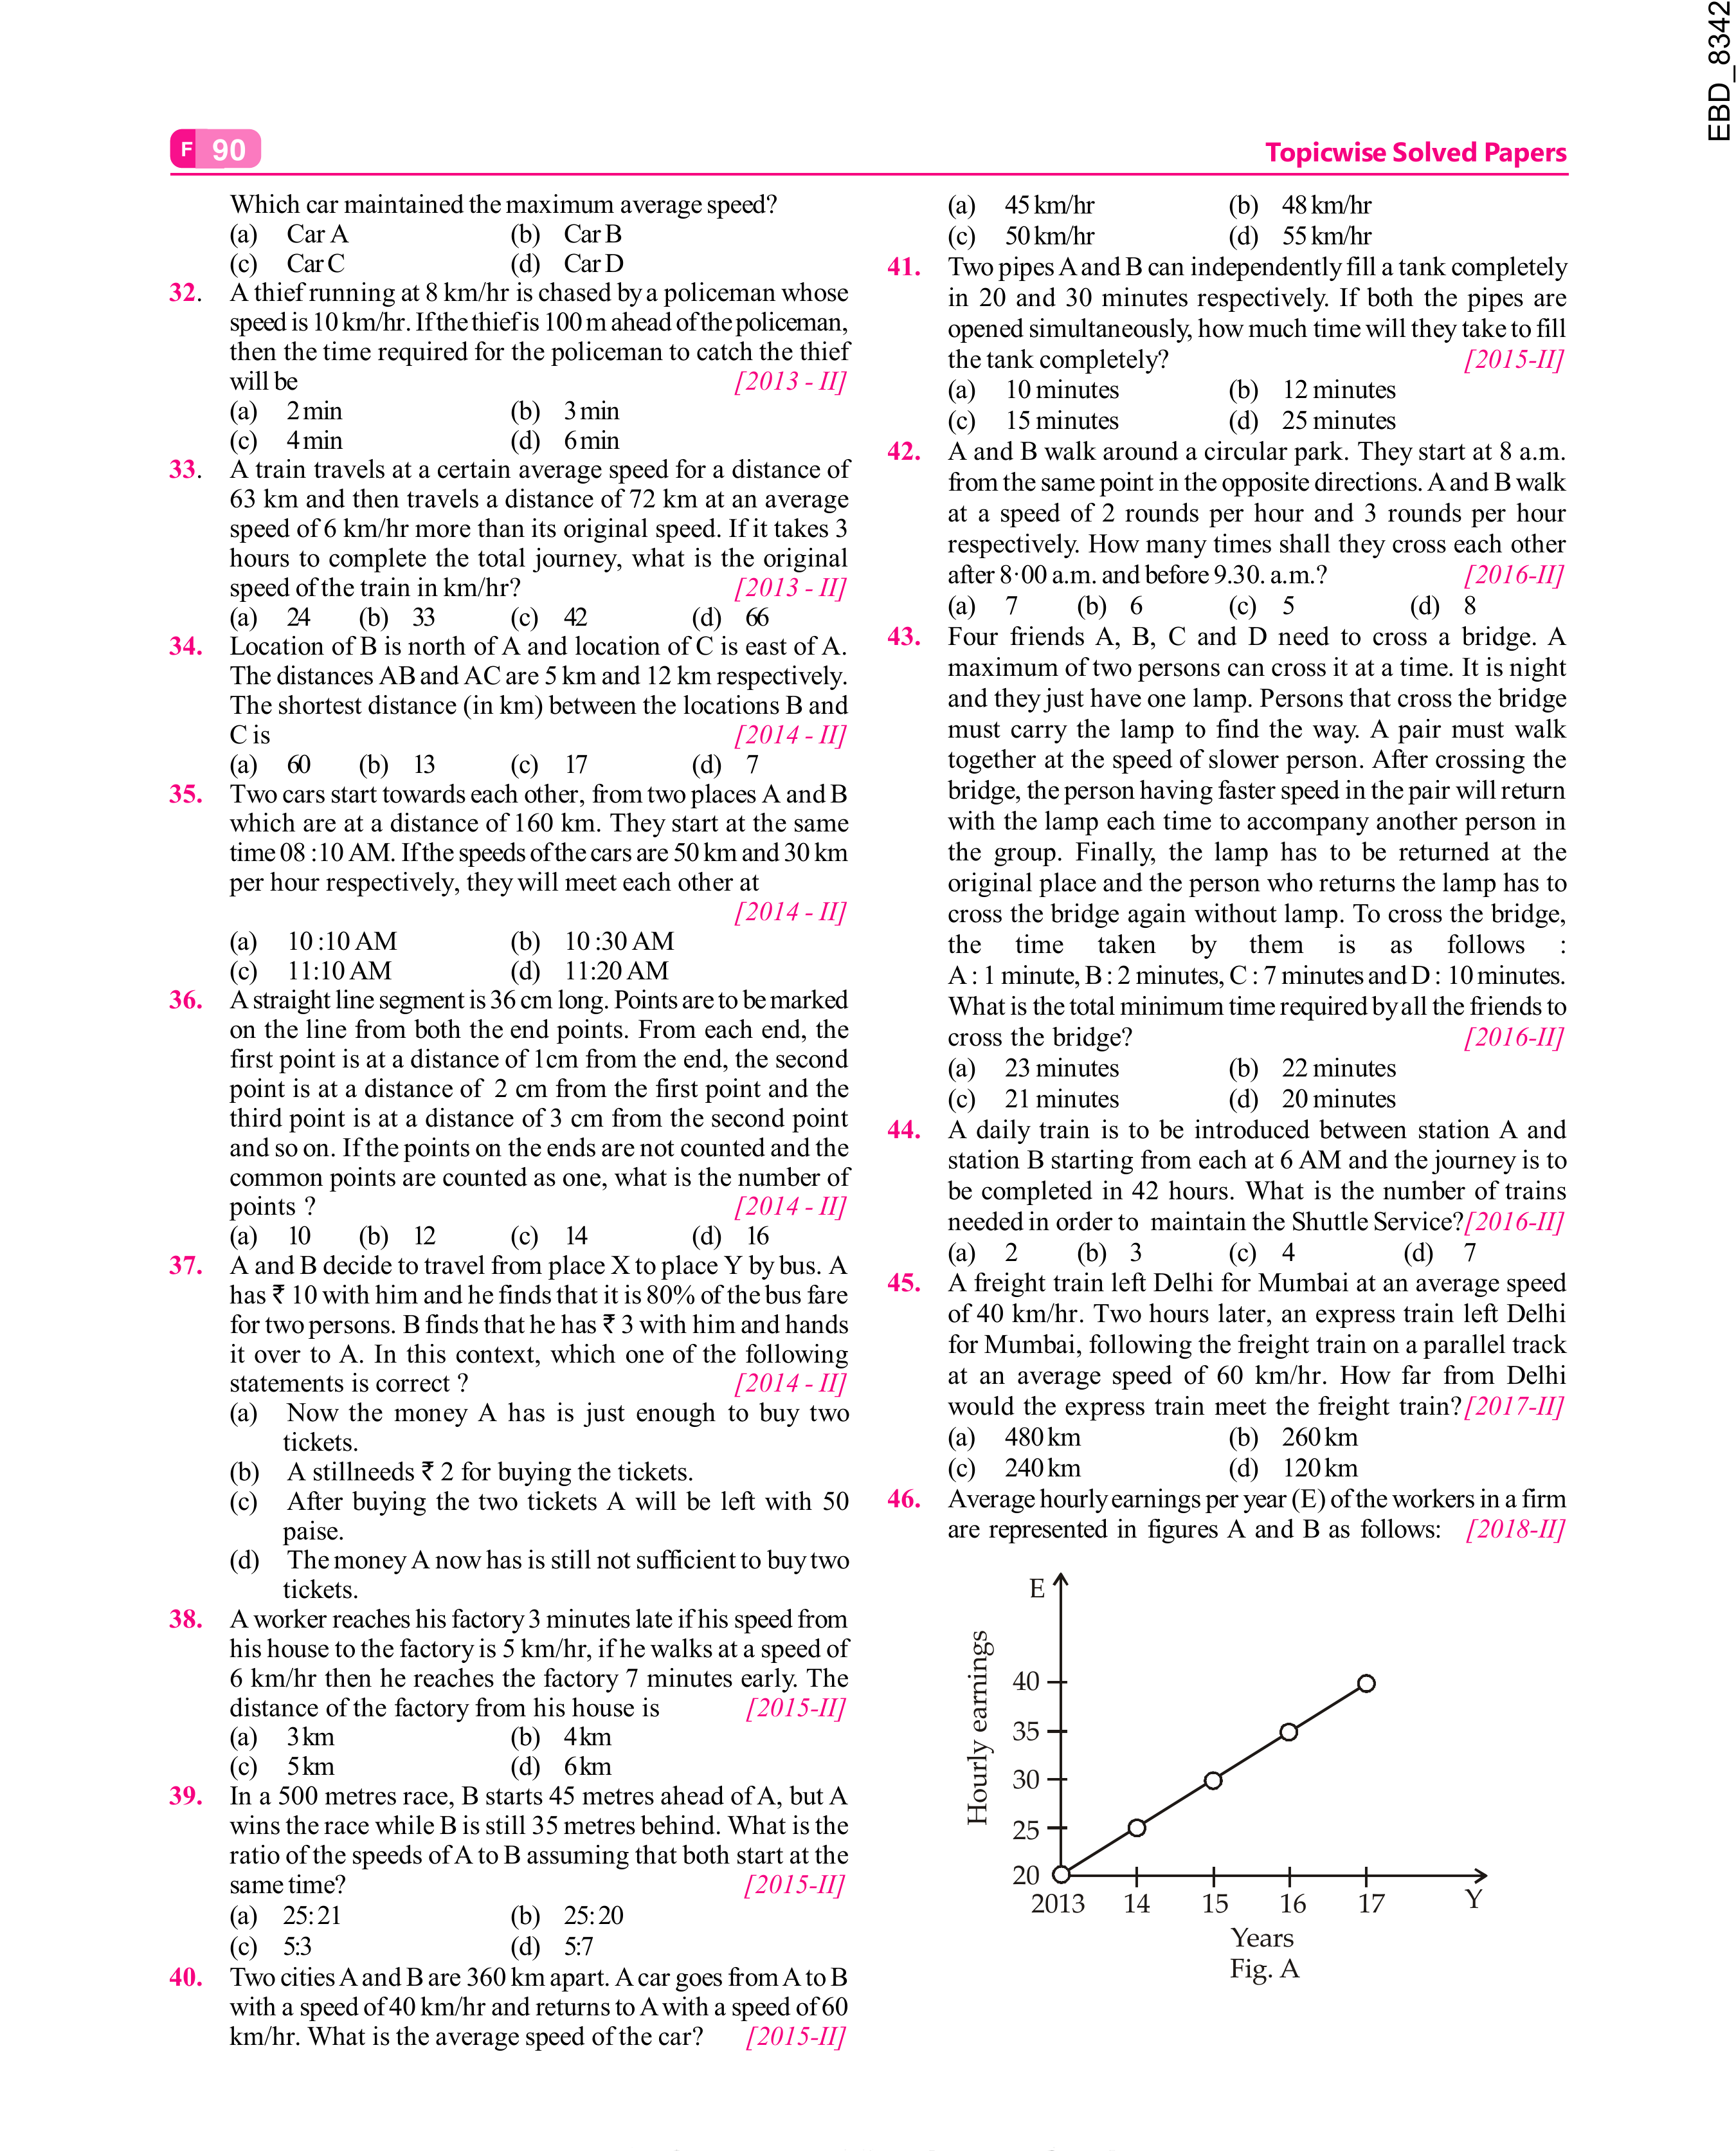 EBD_8342
F 90
Topicwise Solved Papers
Which car maintained the maximum average speed?
(a) Car A (b) Car B
(c) Car C (d) Car D
32. A thief running at 8 km/hr is chased by a policeman whose
speed is 10 km/hr. If the thief is 100 m ahead of the policeman,
then the time required for the policeman to catch the thief
will be [2013 - II]
(a) 2 min (b) 3 min
(c) 4 min (d) 6 min
33. A train travels at a certain average speed for a distance of
63 km and then travels a distance of 72 km at an average
speed of 6 km/hr more than its original speed. If it takes 3
hours to complete the total journey, what is the original
speed of the train in km/hr? [2013 - II]
(a) 24 (b) 33 (c) 42 (d) 66
34. Location of B is north of A and location of C is east of A.
The distances AB and AC are 5 km and 12 km respectively.
The shortest distance (in km) between the locations B and
C is [2014 - II]
(a) 60 (b) 13 (c) 17 (d) 7
35. Two cars start towards each other, from two places A and B
which are at a distance of 160 km. They start at the same
time 08 :10 AM. If the speeds of the cars are 50 km and 30 km
per hour respectively, they will meet each other at
[2014 - II]
(a) 10 :10 AM (b) 10 :30 AM
(c) 11:10 AM (d) 11:20 AM
36. A straight line segment is 36 cm long. Points are to be marked
on the line from both the end points. From each end, the
first point is at a distance of 1cm from the end, the second
point is at a distance of 2 cm from the first point and the
third point is at a distance of 3 cm from the second point
and so on. If the points on the ends are not counted and the
common points are counted as one, what is the number of
points ? [2014 - II]
(a) 10 (b) 12 (c) 14 (d) 16
37. A and B decide to travel from place X to place Y by bus. A
has ₹ 10 with him and he finds that it is 80% of the bus fare
for two persons. B finds that he has ₹ 3 with him and hands
it over to A. In this context, which one of the following
statements is correct ? [2014 - II]
(a) Now the money A has is just enough to buy two
tickets.
(b) A stillneeds ₹ 2 for buying the tickets.
(c) After buying the two tickets A will be left with 50
paise.
(d) The money A now has is still not sufficient to buy two
tickets.
38. A worker reaches his factory 3 minutes late if his speed from
his house to the factory is 5 km/hr, if he walks at a speed of
6 km/hr then he reaches the factory 7 minutes early. The
distance of the factory from his house is [2015-II]
(a) 3 km (b) 4 km
(c) 5 km (d) 6 km
39. In a 500 metres race, B starts 45 metres ahead of A, but A
wins the race while B is still 35 metres behind. What is the
ratio of the speeds of A to B assuming that both start at the
same time? [2015-II]
(a) 25:21 (b) 25:20
(c) 5:3 (d) 5:7
40. Two cities A and B are 360 km apart. A car goes from A to B
with a speed of 40 km/hr and returns to A with a speed of 60
km/hr. What is the average speed of the car? [2015-II]
(a) 45 km/hr (b) 48 km/hr
(c) 50 km/hr (d) 55 km/hr
41. Two pipes A and B can independently fill a tank completely
in 20 and 30 minutes respectively. If both the pipes are
opened simultaneously, how much time will they take to fill
the tank completely? [2015-II]
(a) 10 minutes (b) 12 minutes
(c) 15 minutes (d) 25 minutes
42. A and B walk around a circular park. They start at 8 a.m.
from the same point in the opposite directions. A and B walk
at a speed of 2 rounds per hour and 3 rounds per hour
respectively. How many times shall they cross each other
after 8·00 a.m. and before 9.30. a.m.? [2016-II]
(a) 7 (b) 6 (c) 5 (d) 8
43. Four friends A, B, C and D need to cross a bridge. A
maximum of two persons can cross it at a time. It is night
and they just have one lamp. Persons that cross the bridge
must carry the lamp to find the way. A pair must walk
together at the speed of slower person. After crossing the
bridge, the person having faster speed in the pair will return
with the lamp each time to accompany another person in
the group. Finally, the lamp has to be returned at the
original place and the person who returns the lamp has to
cross the bridge again without lamp. To cross the bridge,
the time taken by them is as follows :
A : 1 minute, B : 2 minutes, C : 7 minutes and D : 10 minutes.
What is the total minimum time required by all the friends to
cross the bridge? [2016-II]
(a) 23 minutes (b) 22 minutes
(c) 21 minutes (d) 20 minutes
44. A daily train is to be introduced between station A and
station B starting from each at 6 AM and the journey is to
be completed in 42 hours. What is the number of trains
needed in order to maintain the Shuttle Service? [2016-II]
(a) 2 (b) 3 (c) 4 (d) 7
45. A freight train left Delhi for Mumbai at an average speed
of 40 km/hr. Two hours later, an express train left Delhi
for Mumbai, following the freight train on a parallel track
at an average speed of 60 km/hr. How far from Delhi
would the express train meet the freight train? [2017-II]
(a) 480 km (b) 260 km
(c) 240 km (d) 120 km
46. Average hourly earnings per year (E) of the workers in a firm
are represented in figures A and B as follows: [2018-II]
E
Hourly earnings
40
35
30
25
20
2013 14 15 16 17 Y
Years
Fig. A